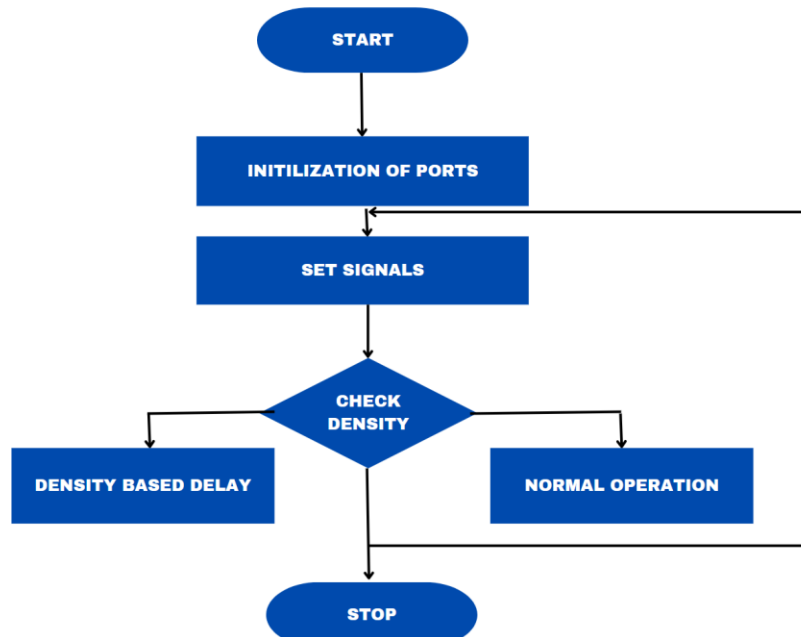 START
INITILIZATION OF PORTS
SET SIGNALS
CHECK
DENSITY
DENSITY BASED DELAY
NORMAL OPERATION
STOP